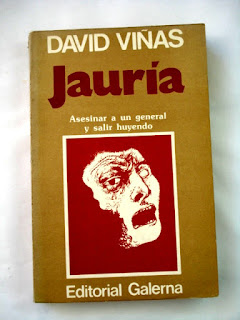 DAVID VIÑAS
Jauría
Asesinar a un general
y salir huyendo
Editorial Galerna